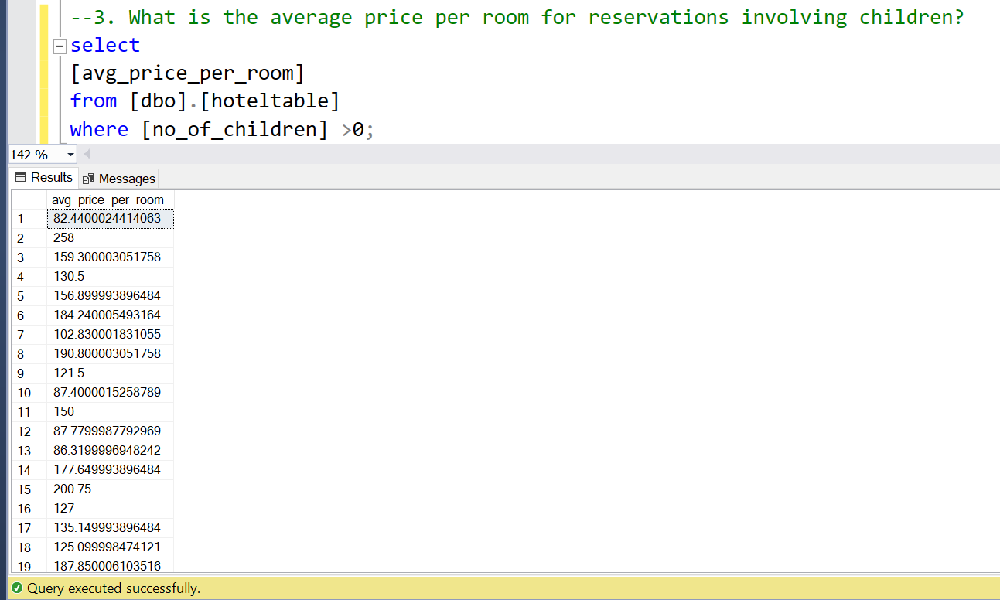 --3. What is the average price per room for reservations involving children?
select
[avg_price_per_room]
from [dbo].[hoteltable]
where [no_of_children] >0;
142 %
Results Messages
avg_price_per_room
1 82.4400024414063
2 258
3 159.300003051758
4 130.5
5 156.899993896484
6 184.240005493164
7 102.830001831055
8 190.800003051758
9 121.5
10 87.4000015258789
11 150
12 87.7799987792969
13 86.3199996948242
14 177.649993896484
15 200.75
16 127
17 135.149993896484
18 125.099998474121
19 187.850006103516
Query executed successfully.